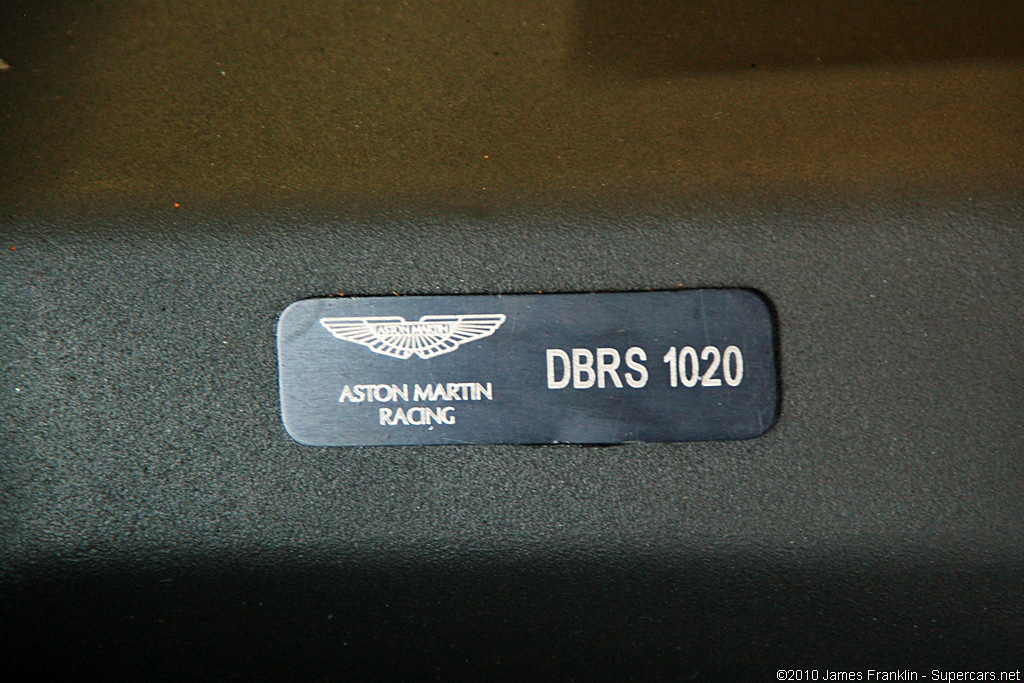 ASTON MARTIN
ASTON MARTIN
RACING
DBRS 1020
©2010 James Franklin - Supercars.net